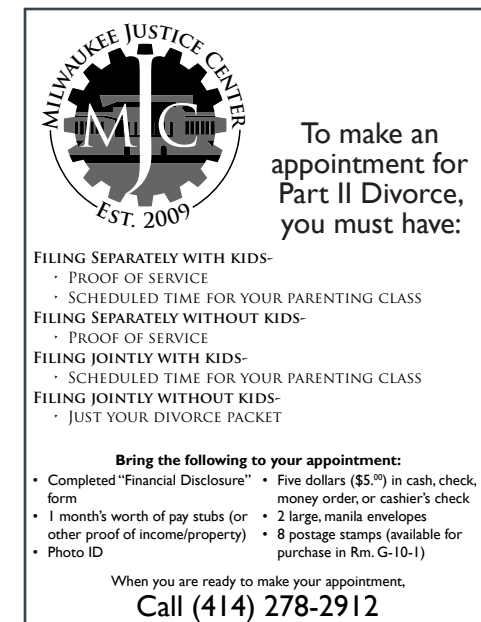 MILWAUKEE JUSTICE CENTER
MJC
EST. 2009
To make an
appointment for
Part II Divorce,
you must have:
FILING SEPARATELY WITH KIDS-
· PROOF OF SERVICE
· SCHEDULED TIME FOR YOUR PARENTING CLASS
FILING SEPARATELY WITHOUT KIDS-
· PROOF OF SERVICE
FILING JOINTLY WITH KIDS-
· SCHEDULED TIME FOR YOUR PARENTING CLASS
FILING JOINTLY WITHOUT KIDS-
· JUST YOUR DIVORCE PACKET
Bring the following to your appointment:
• Completed “Financial Disclosure”
form
• 1 month’s worth of pay stubs (or
other proof of income/property)
• Photo ID
• Five dollars ($5.00) in cash, check,
money order, or cashier’s check
• 2 large, manila envelopes
• 8 postage stamps (available for
purchase in Rm. G-10-1)
When you are ready to make your appointment,
Call (414) 278-2912